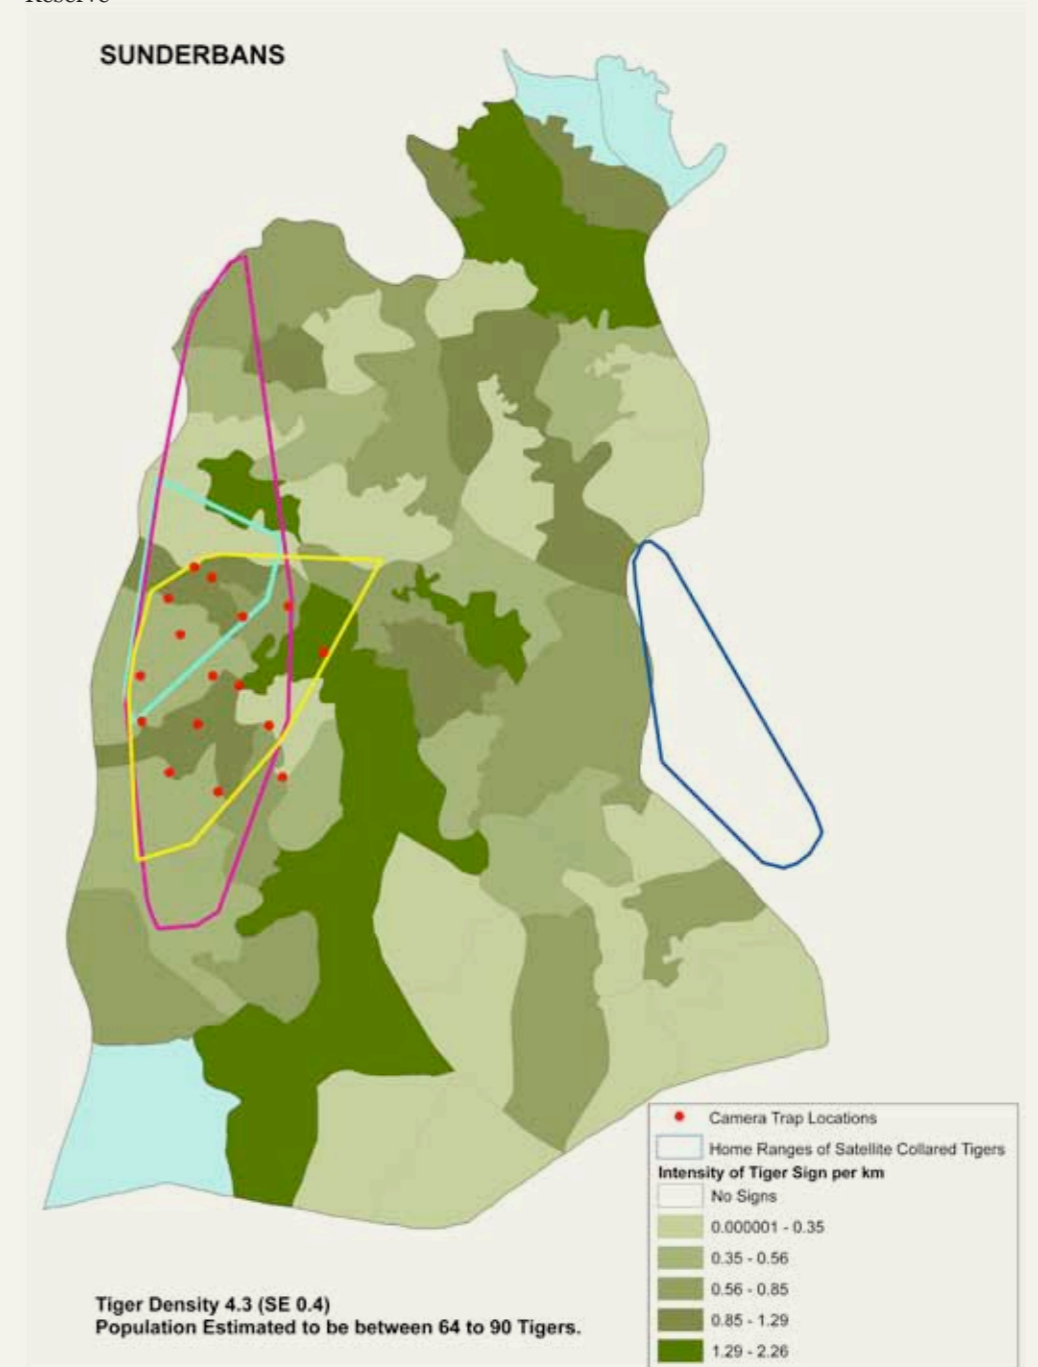 Reserve
SUNDERBANS
Camera Trap Locations
Home Ranges of Satellite Collared Tigers
Intensity of Tiger Sign per km
No Signs
0.000001 - 0.35
0.35 - 0.56
0.56 - 0.85
0.85 - 1.29
1.29 - 2.26
Tiger Density 4.3 (SE 0.4)
Population Estimated to be between 64 to 90 Tigers.